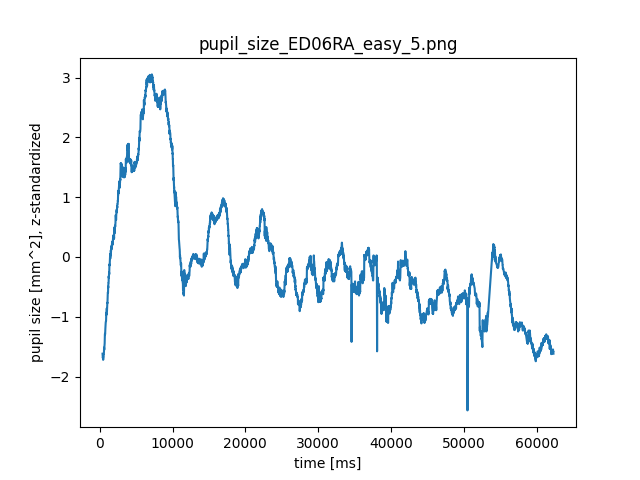 pupil_size_ED06RA_easy_5.png
pupil size [mm^2], z-standardized
3
2
1
0
−1
−2
0 10000 20000 30000 40000 50000 60000
time [ms]